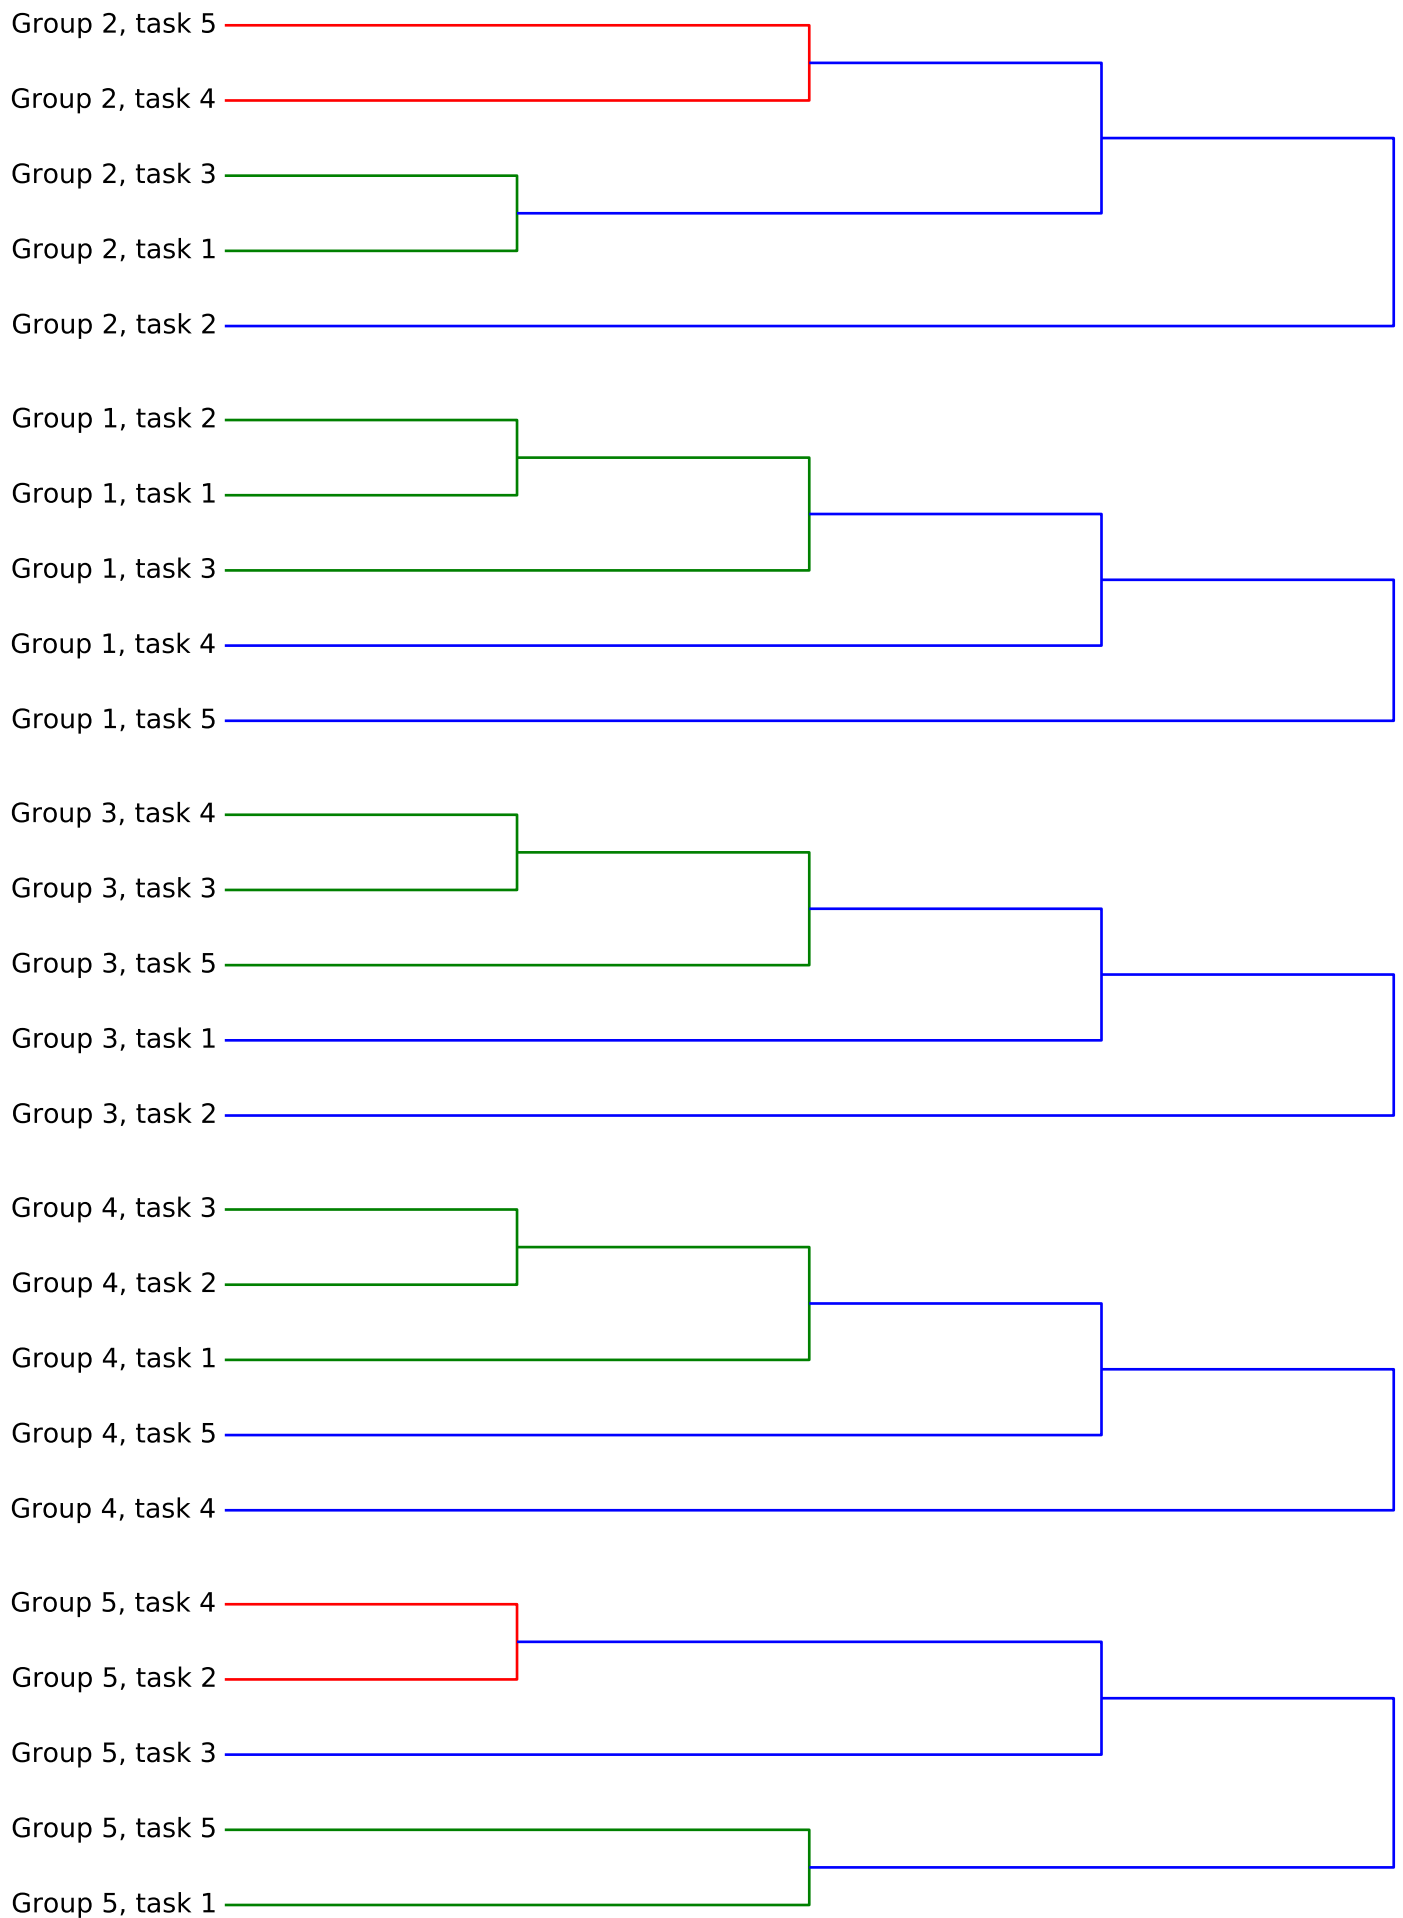 Group 2, task 5
Group 2, task 4
Group 2, task 3
Group 2, task 1
Group 2, task 2
Group 1, task 2
Group 1, task 1
Group 1, task 3
Group 1, task 4
Group 1, task 5
Group 3, task 4
Group 3, task 3
Group 3, task 5
Group 3, task 1
Group 3, task 2
Group 4, task 3
Group 4, task 2
Group 4, task 1
Group 4, task 5
Group 4, task 4
Group 5, task 4
Group 5, task 2
Group 5, task 3
Group 5, task 5
Group 5, task 1